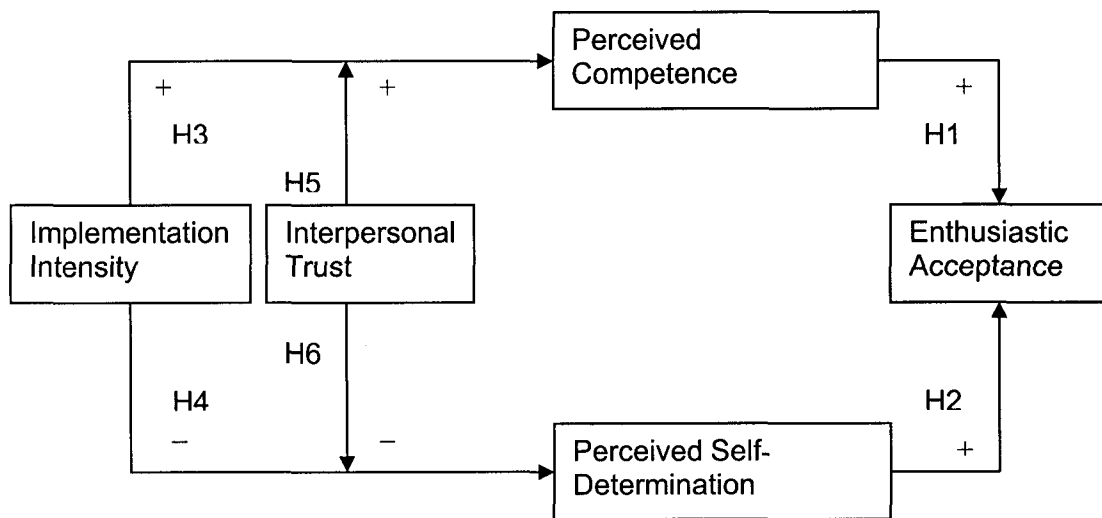 Perceived
Competence
+
+
+
H3
H1
H5
Implementation
Intensity
Interpersonal
Trust
Enthusiastic
Acceptance
H6
H4
H2
−
−
+
Perceived Self-
Determination